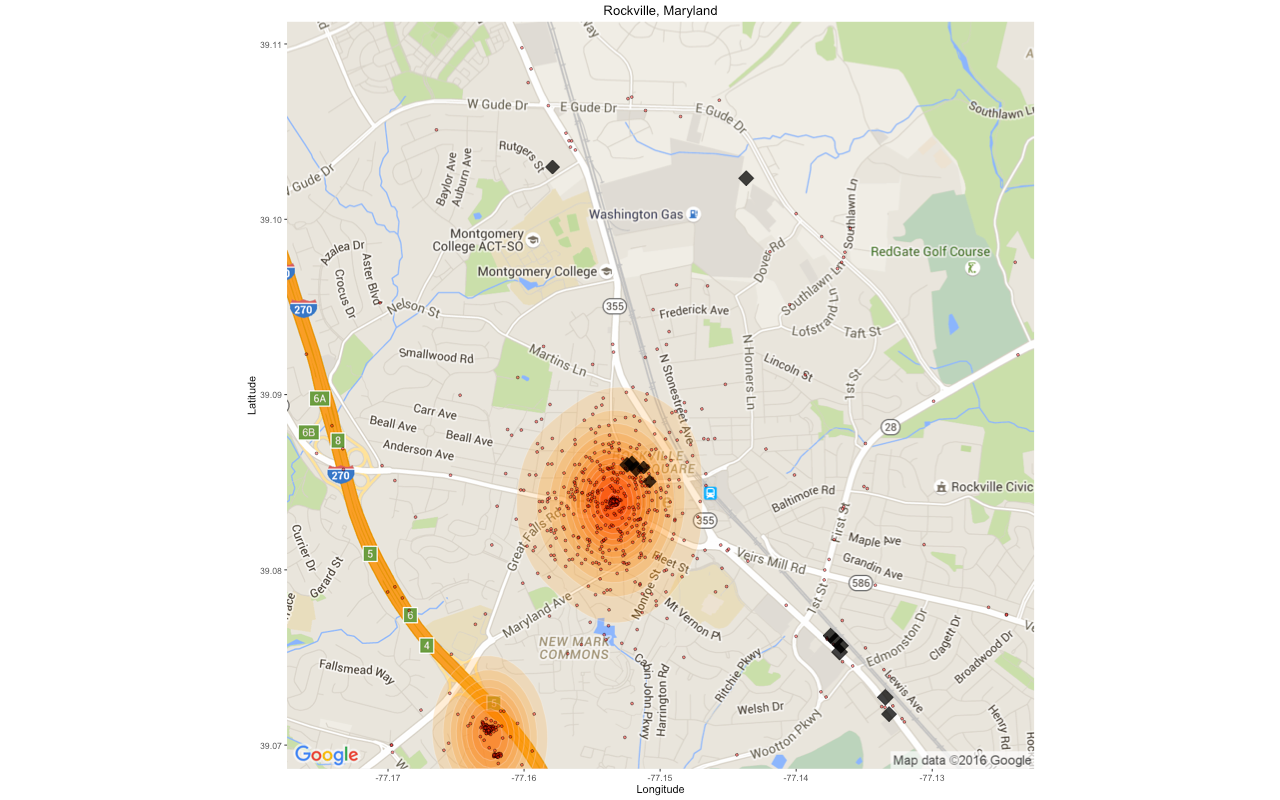 Rockville, Maryland
39.11
39.10
39.09
39.08
39.07
Latitude
-77.17
-77.16
-77.15
-77.14
-77.13
Longitude
W Gude Dr
E Gude Dr
E Gude Dr
Southlawn Ln
Gude Dr
Rutgers St
Baylor Ave
Auburn Ave
Washington Gas
Southlawn Ln
Montgomery
College ACT-SO
Montgomery College
Azalea Dr
Aster Blvd
Crocus Dr
Dover Rd
RedGate Golf Course
270
Nelson St
355
Frederick Ave
Southlawn Ln
Lofstrand Ln
Taft St
Smallwood Rd
Martins Ln
N Stonestreet Ave
N Horners Ln
Lincoln St
1st St
6A
Carr Ave
Beall Ave
Beall Ave
28
6B
8
Anderson Ave
VILLE
QUARE
270
Baltimore Rd
Rockville Civic
Great Falls Rd
355
First St
Currier Dr
Gerard St
5
Fleet St
Veirs Mill Rd
Maple Ave
Grandin Ave
586
Monroe St
1st St
6
Maryland Ave
Mt Vernon Pl
4
NEW MARK
COMMONS
Edmonston Dr
Clagett Dr
Broadwood Dr
Fallsmead Way
Cabin John Pkwy
Harrington Rd
Ritchie Pkwy
Lewis Ave
5
Welsh Dr
Wootton Pkwy
Henry Rd
Google
Map data ©2016 Google